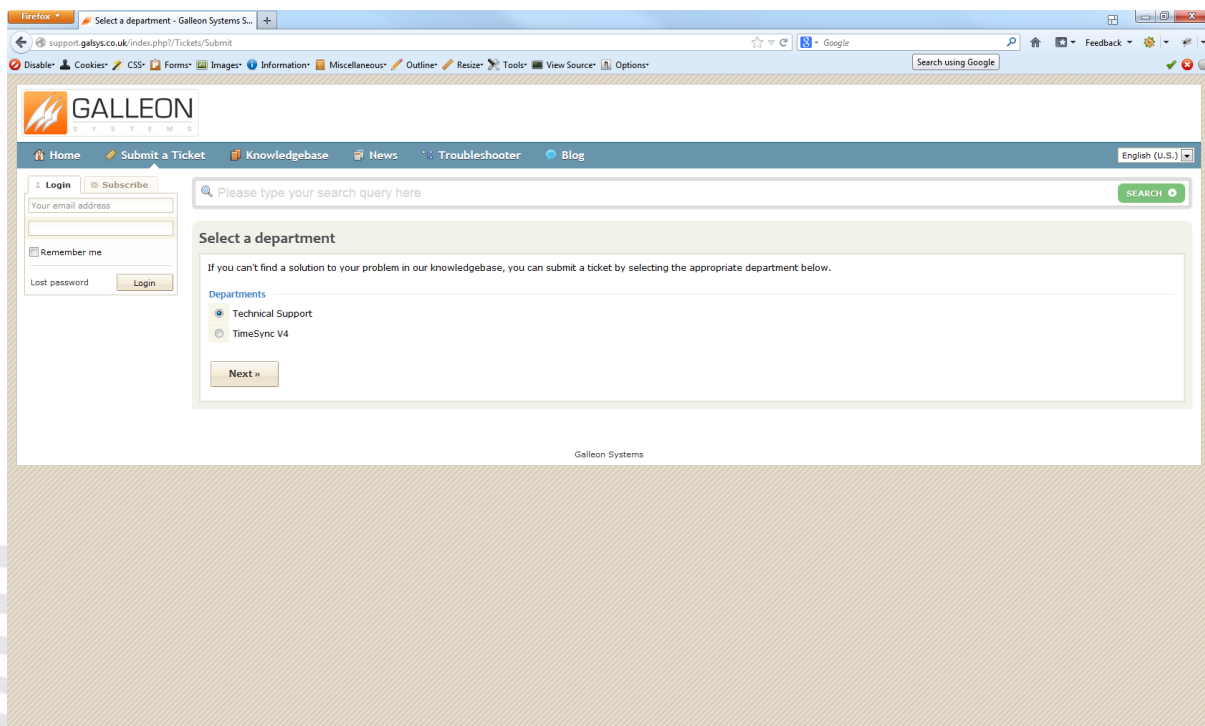 Firefox
Select a department - Galleon Systems S...
support.galsys.co.uk/index.php?/Tickets/Submit
Google
Feedback
Disable Cookies CSS Forms Images Information Miscellaneous Outline Resize Tools View Source Options
Search using Google
GALLEON
SYSTEMS
Home Submit a Ticket Knowledgebase News Troubleshooter Blog
English (U.S.)
Login Subscribe
Your email address
Remember me
Lost password Login
Please type your search query here
SEARCH
Select a department
If you can't find a solution to your problem in our knowledgebase, you can submit a ticket by selecting the appropriate department below.
Departments
Technical Support
TimeSync V4
Next »
Galleon Systems